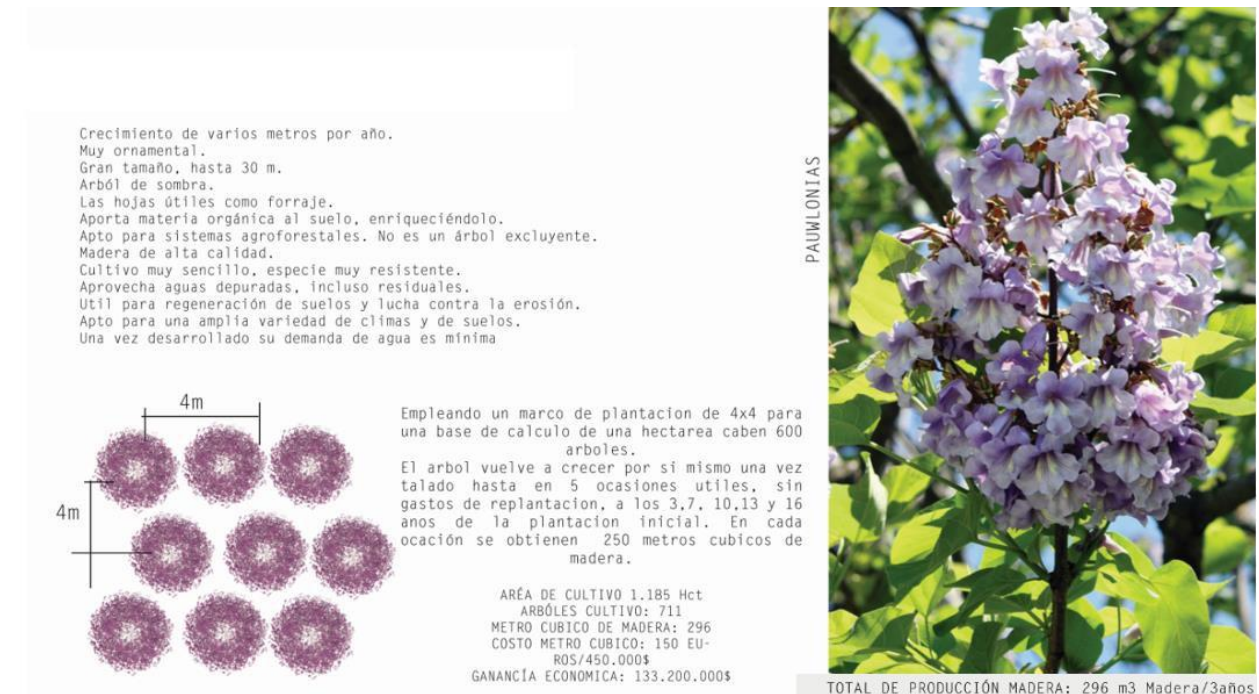 Crecimiento de varios metros por año.
Muy ornamental.
Gran tamaño, hasta 30 m.
Arból de sombra.
Las hojas útiles como forraje.
Aporta materia orgánica al suelo, enriqueciéndolo.
Apto para sistemas agroforestales. No es un árbol excluyente.
Madera de alta calidad.
Cultivo muy sencillo, especie muy resistente.
Aprovecha aguas depuradas, incluso residuales.
Util para regeneración de suelos y lucha contra la erosión.
Apto para una amplia variedad de climas y de suelos.
Una vez desarrollado su demanda de agua es mínima
PAUWLONIAS
4m
4m
Empleando un marco de plantacion de 4x4 para
una base de calculo de una hectarea caben 600
arboles.
El arbol vuelve a crecer por si mismo una vez
talado hasta en 5 ocasiones utiles, sin
gastos de replantacion, a los 3,7, 10,13 y 16
anos de la plantacion inicial. En cada
ocación se obtienen 250 metros cubicos de
madera.
ARÉA DE CULTIVO 1.185 Hct
ARBÓLES CULTIVO: 711
METRO CUBICO DE MADERA: 296
COSTO METRO CUBICO: 150 EU-
ROS/450.000$
GANANCÍA ECONOMICA: 133.200.000$
TOTAL DE PRODUCCIÓN MADERA: 296 m3 Madera/3años